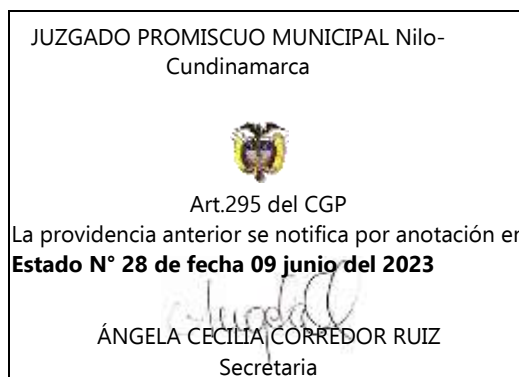 JUZGADO PROMISCUO MUNICIPAL Nilo-
Cundinamarca
Art.295 del CGP
La providencia anterior se notifica por anotación en
Estado N° 28 de fecha 09 junio del 2023
ÁNGELA CECILIA CORREDOR RUIZ
Secretaria